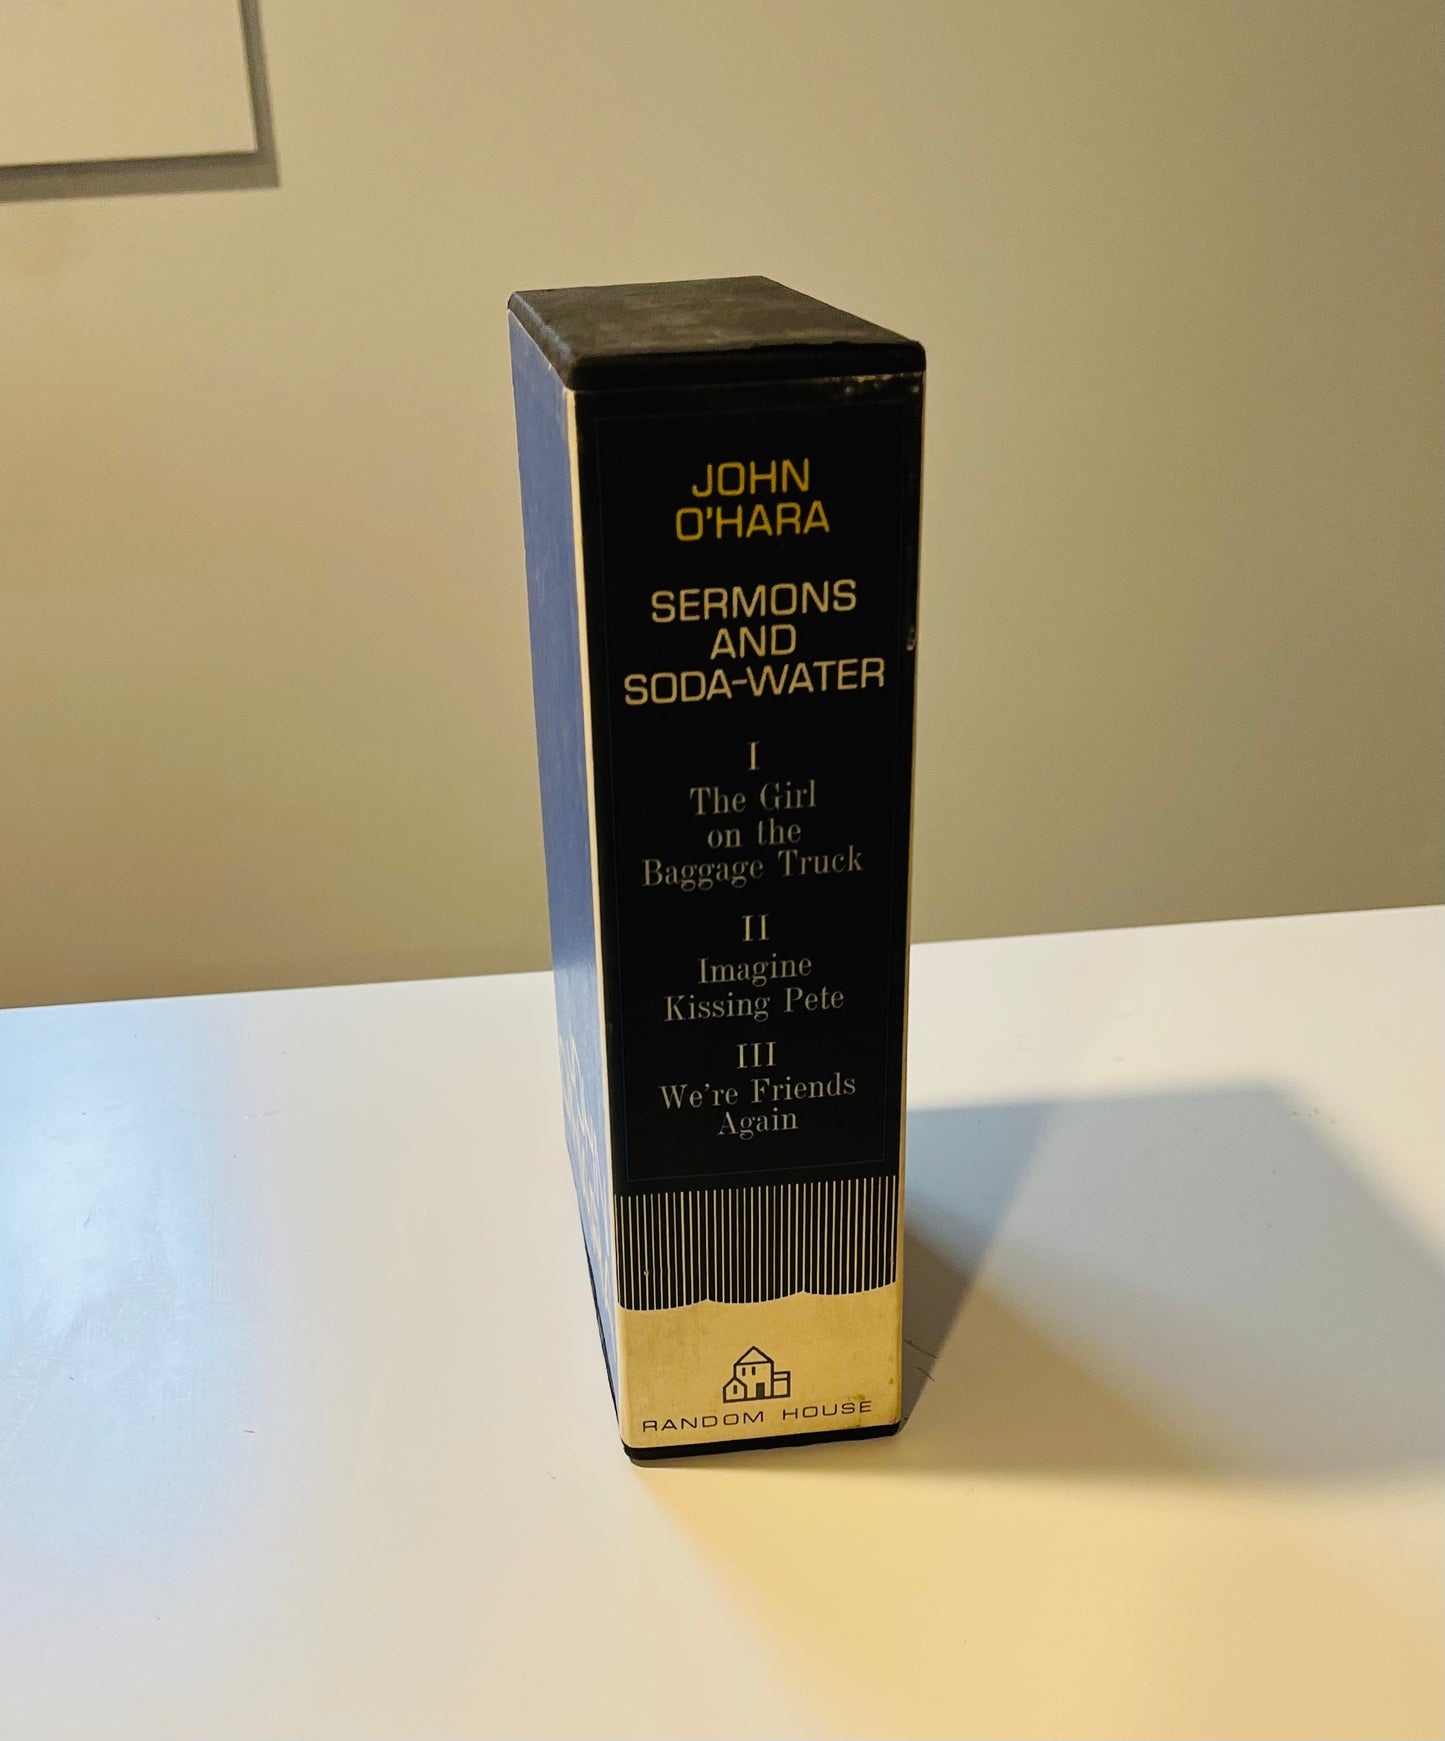 JOHN
O'HARA
SERMONS
AND
SODA-WATER
I
The Girl
on the
Baggage Truck
II
Imagine
Kissing Pete
III
We're Friends
Again
RANDOM HOUSE